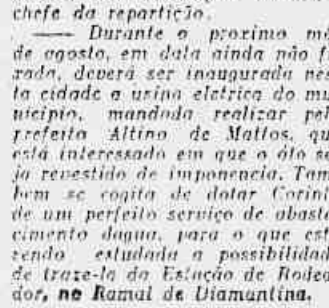 chefe da repartição.
— Durante o proximo mê
de agosto, em data ainda não fi
xada, deverá ser inaugurada nes
ta cidade a usina eletrica do mu
nicipio, mandada realizar pel
prefeito Altino de Mattos, qu
está interessado em que o áto se
ja revestido de imponencia. Tam
bem se cogita de dotar Corint
de um perfeito serviço de abaste
cimento dagua, para o que est
sendo estudada a possibilidad
de traze-la da Estação de Rodea
dor, no Ramal de Diamantina.